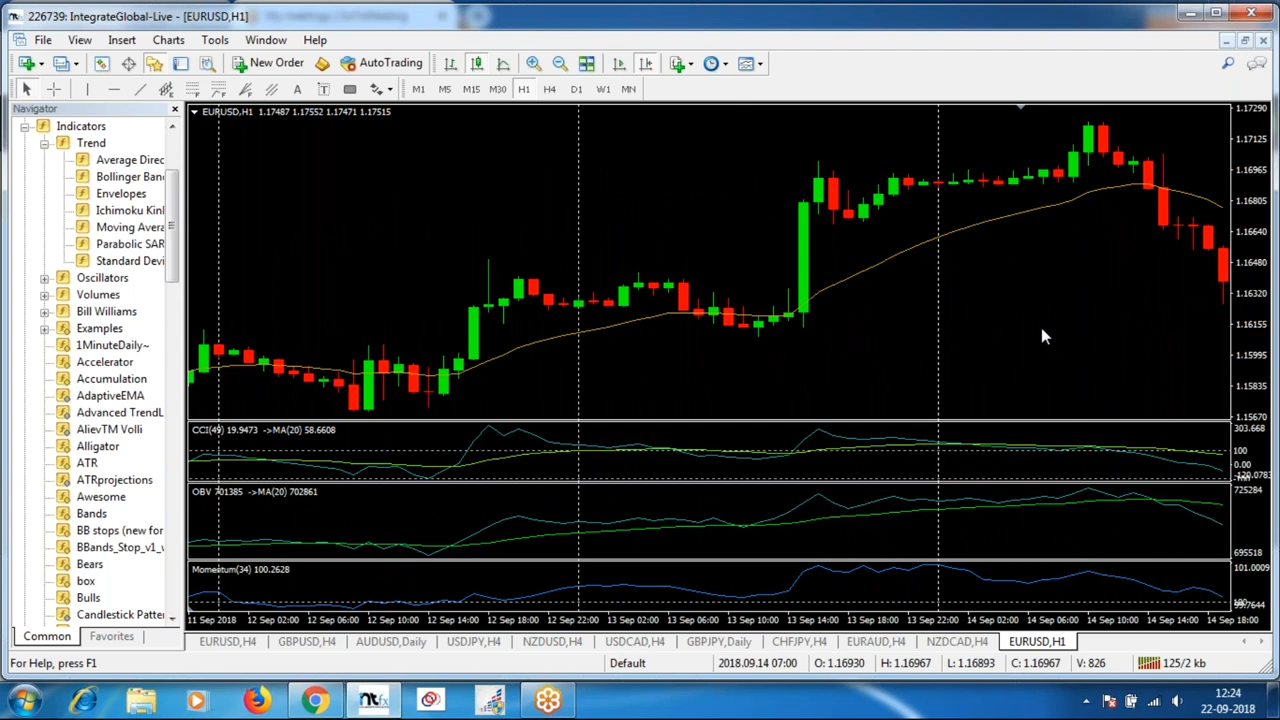 226739: IntegrateGlobal-Live - [EURUSD,H1]
File View Insert Charts Tools Window Help
New Order AutoTrading
A T M1 M5 M15 M30 H1 H4 D1 W1 MN
Navigator
Indicators
Trend
Average Direc
Bollinger Ban
Envelopes
Ichimoku Kinl
Moving Avera
Parabolic SAR
Standard Devi
Oscillators
Volumes
Bill Williams
Examples
1MinuteDaily~
Accelerator
Accumulation
AdaptiveEMA
Advanced TrendL
AlievTM Volli
Alligator
ATR
ATRprojections
Awesome
Bands
BB stops (new for
BBands_Stop_v1_
Bears
box
Bulls
Candlestick Patte
Common Favorites
EURUSD,H1 1.17487 1.17552 1.17471 1.17515
1.17290
1.17125
1.16965
1.16805
1.16640
1.16480
1.16320
1.16155
1.15995
1.15835
1.15670
CCI(49) 19.9473 ->MA(20) 58.6608
303.668
100
0.00
OBV 701385 ->MA(20) 702861
725284
695518
Momentum(34) 100.2628
101.0009
11 Sep 2018 12 Sep 02:00 12 Sep 06:00 12 Sep 10:00 12 Sep 14:00 12 Sep 18:00 12 Sep 22:00 13 Sep 02:00 13 Sep 06:00 13 Sep 10:00 13 Sep 14:00 13 Sep 18:00 13 Sep 22:00 14 Sep 02:00 14 Sep 06:00 14 Sep 10:00 14 Sep 14:00 14 Sep 18:00
EURUSD,H4 GBPUSD,H4 AUDUSD,Daily USDJPY,H4 NZDUSD,H4 USDCAD,H4 GBPJPY,Daily CHFJPY,H4 EURAUD,H4 NZDCAD,H4 EURUSD,H1
For Help, press F1 Default 2018.09.14 07:00 O: 1.16930 H: 1.16967 L: 1.16893 C: 1.16967 V: 826 125/2 kb
ntfx
12:24
22-09-2018